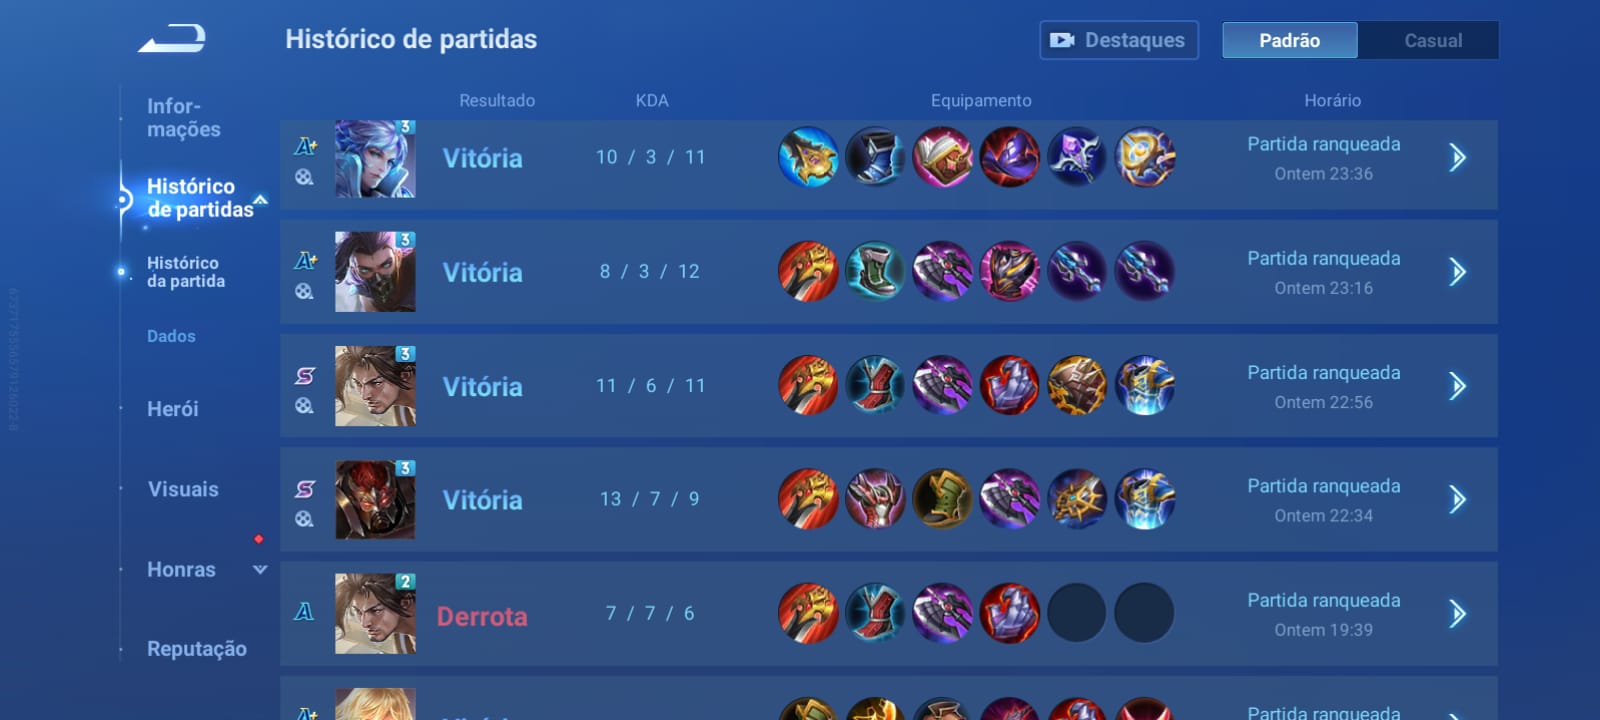 Histórico de partidas
Destaques
Padrão
Casual
Infor-
mações
Histórico
de partidas
Histórico
da partida
Dados
Herói
Visuais
Honras
Reputação
Resultado KDA Equipamento Horário
A+ 3 Vitória 10 / 3 / 11 Partida ranqueada
Ontem 23:36
A+ 3 Vitória 8 / 3 / 12 Partida ranqueada
Ontem 23:16
S 3 Vitória 11 / 6 / 11 Partida ranqueada
Ontem 22:56
S 3 Vitória 13 / 7 / 9 Partida ranqueada
Ontem 22:34
A 2 Derrota 7 / 7 / 6 Partida ranqueada
Ontem 19:39
A+ Partida ranqueada